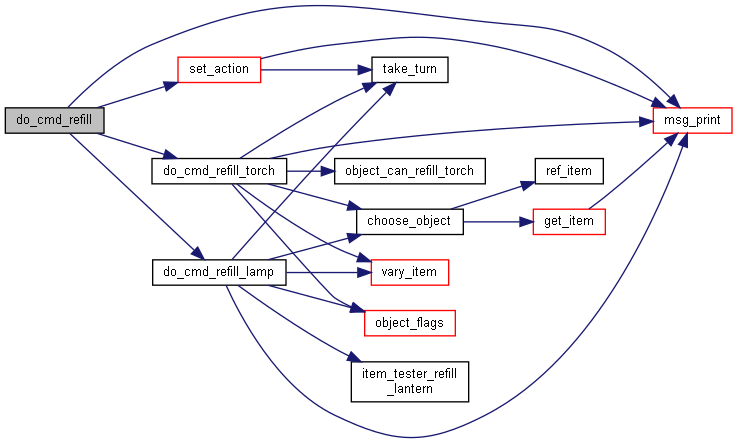 do_cmd_refill
set_action
take_turn
msg_print
do_cmd_refill_torch
object_can_refill_torch
ref_item
choose_object
get_item
do_cmd_refill_lamp
vary_item
object_flags
item_tester_refill
_lantern